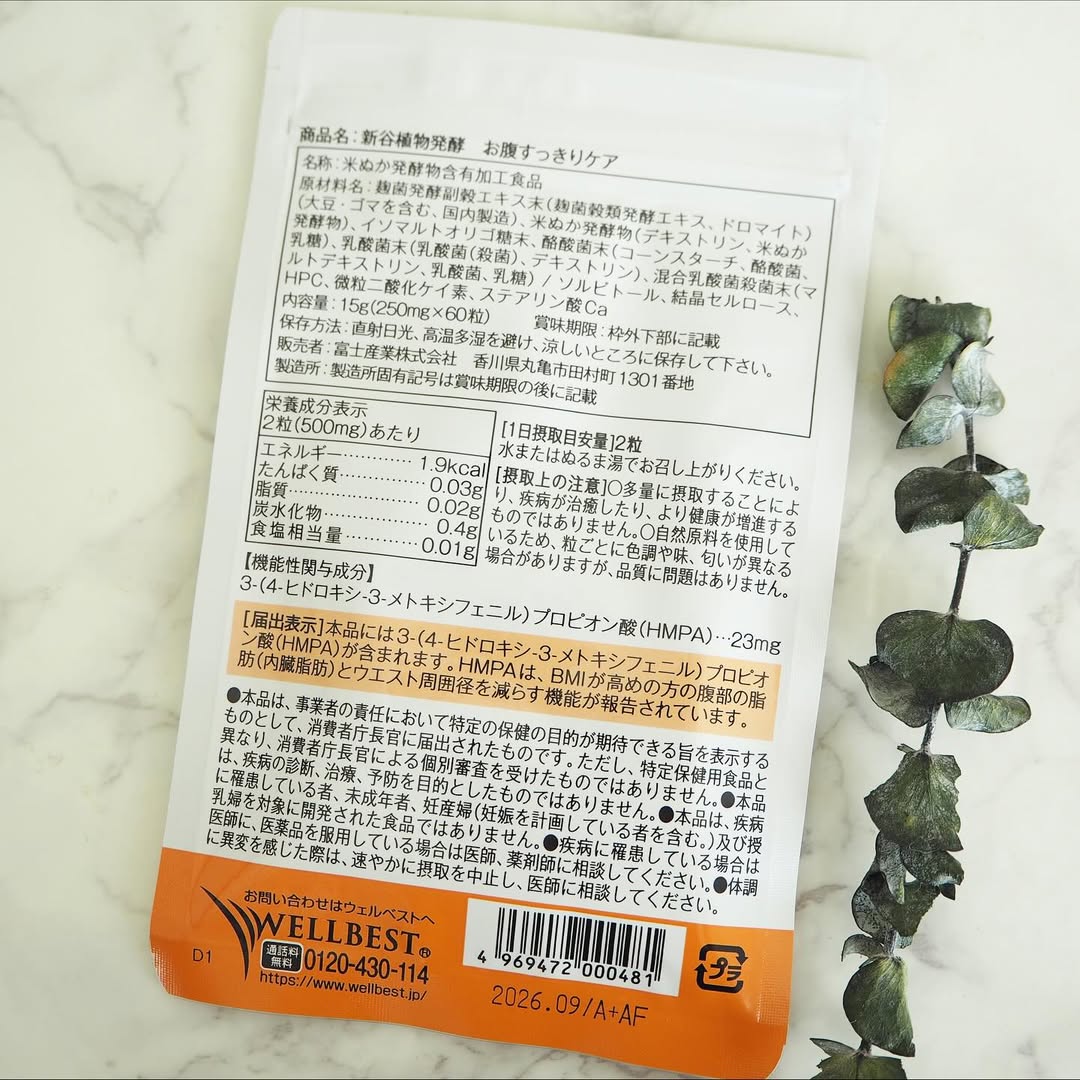 商品名：新谷植物発酵　お腹すっきりケア
名称：米ぬか発酵物含有加工食品
原材料名：麹菌発酵副穀エキス末（麹菌穀類発酵エキス、ドロマイト）
（大豆・ゴマを含む、国内製造）、米ぬか発酵物（デキストリン、米ぬか
発酵物）、イソマルトオリゴ糖末、酪酸菌末（コーンスターチ、酪酸菌、
乳糖）、乳酸菌末（乳酸菌（殺菌）、デキストリン）、混合乳酸菌殺菌末（マ
ルトデキストリン、乳酸菌、乳糖）／ソルビトール、結晶セルロース、
HPC、微粒二酸化ケイ素、ステアリン酸Ca
内容量：15g(250mg×60粒)　賞味期限：枠外下部に記載
保存方法：直射日光、高温多湿を避け、涼しいところに保存して下さい。
販売者：富士産業株式会社　香川県丸亀市田村町1301番地
製造所：製造所固有記号は賞味期限の後に記載
栄養成分表示
2粒(500mg)あたり
エネルギー…………1.9kcal
たんぱく質……………0.03g
脂質……………………0.02g
炭水化物………………0.4g
食塩相当量……………0.01g
[1日摂取目安量]2粒
水またはぬるま湯でお召し上がりください。
[摂取上の注意]○多量に摂取することによ
り、疾病が治癒したり、より健康が増進する
ものではありません。○自然原料を使用して
いるため、粒ごとに色調や味、匂いが異なる
場合がありますが、品質に問題はありません。
【機能性関与成分】
3-(4-ヒドロキシ-3-メトキシフェニル)プロピオン酸(HMPA)…23mg
[届出表示]本品には3-(4-ヒドロキシ-3-メトキシフェニル)プロピオ
ン酸(HMPA)が含まれます。HMPAは、BMIが高めの方の腹部の脂
肪(内臓脂肪)とウエスト周囲径を減らす機能が報告されています。
●本品は、事業者の責任において特定の保健の目的が期待できる旨を表示する
ものとして、消費者庁長官に届出されたものです。ただし、特定保健用食品と
異なり、消費者庁長官による個別審査を受けたものではありません。●本品
は、疾病の診断、治療、予防を目的としたものではありません。●本品は、疾病
に罹患している者、未成年者、妊産婦(妊娠を計画している者を含む。)及び授
乳婦を対象に開発された食品ではありません。●疾病に罹患している場合は
医師に、医薬品を服用している場合は医師、薬剤師に相談してください。●体調
に異変を感じた際は、速やかに摂取を中止し、医師に相談してください。
お問い合わせはウェルベストへ
WELLBEST®
通話料無料 0120-430-114
https://www.wellbest.jp/
D1
4 969472 000481
プラ
2026.09/A+AF